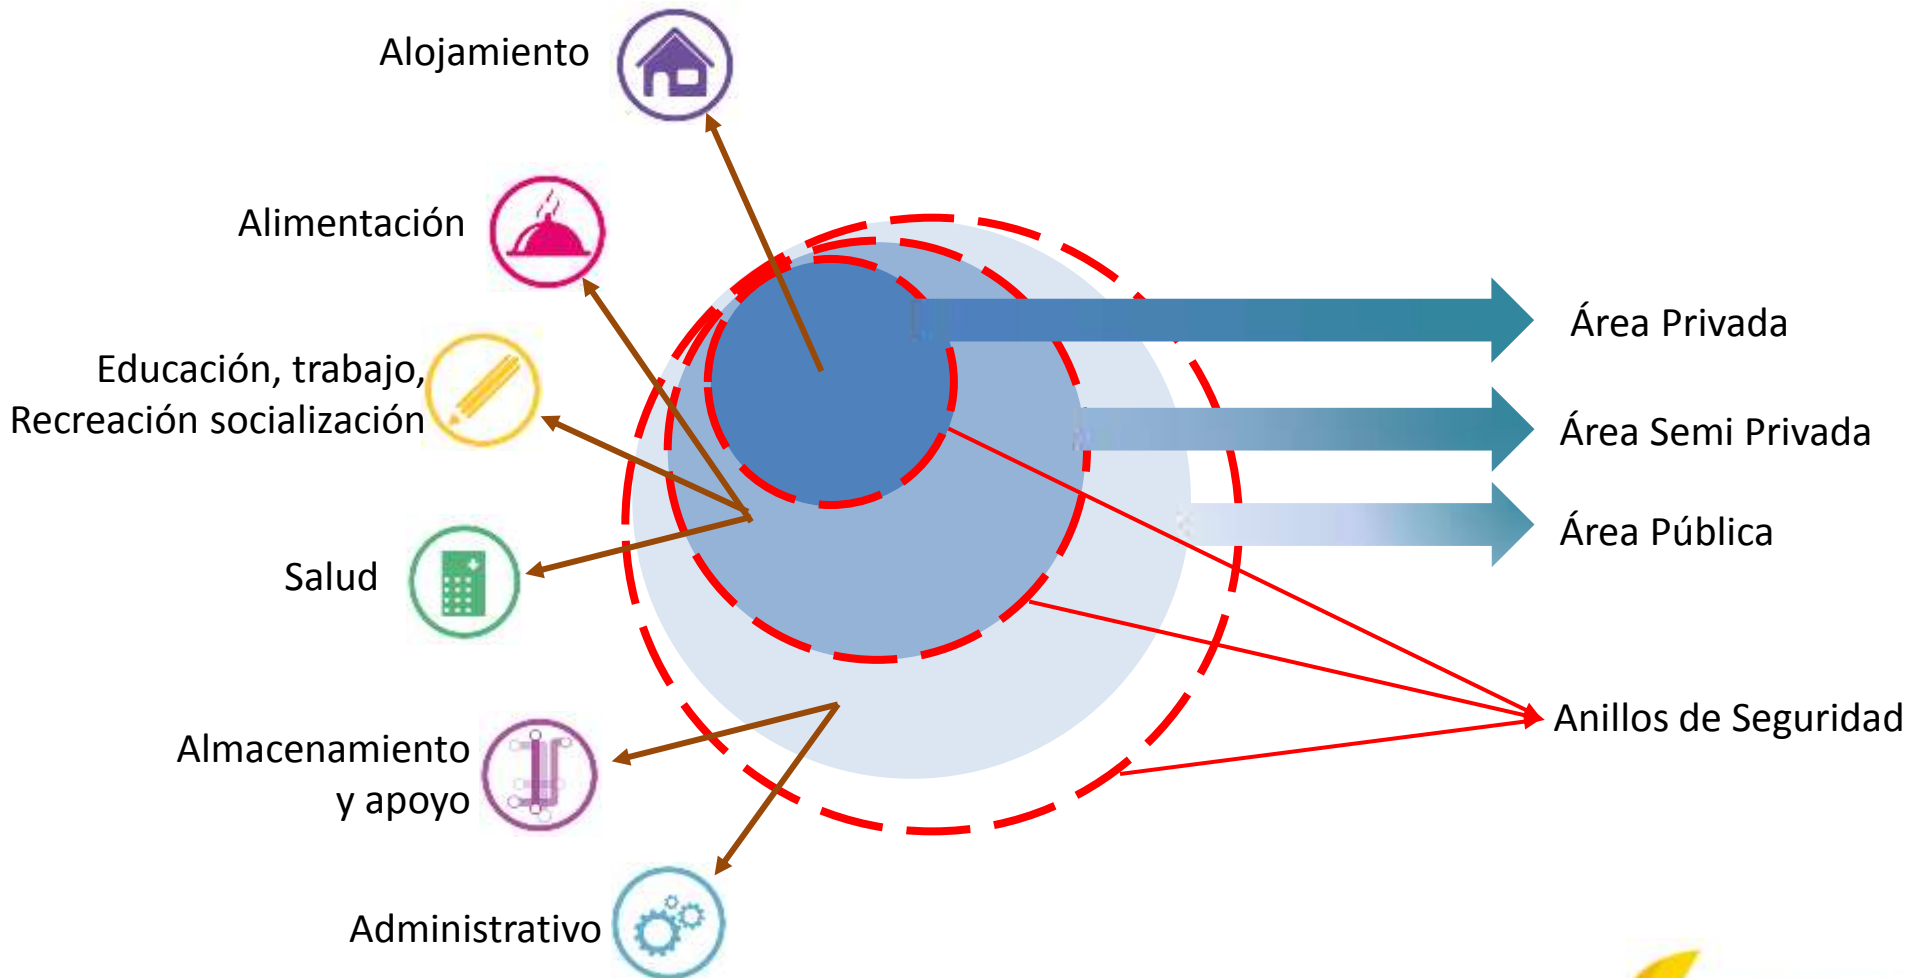 Alojamiento
Alimentación
Educación, trabajo,
Recreación socialización
Salud
Almacenamiento
y apoyo
Administrativo
Área Privada
Área Semi Privada
Área Pública
Anillos de Seguridad